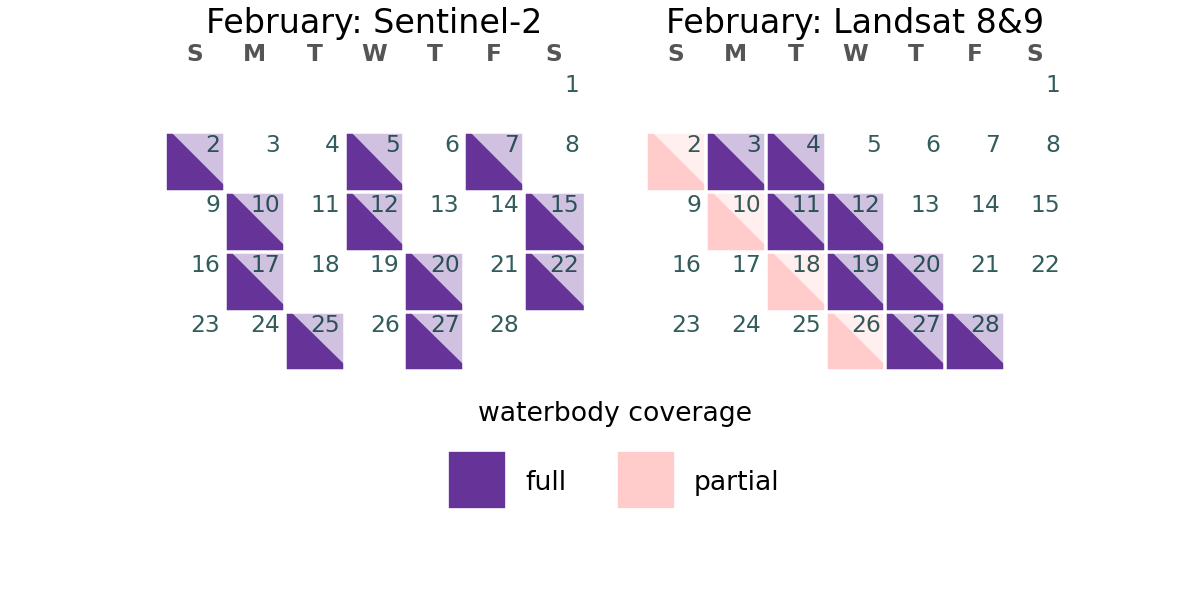 February: Sentinel-2
S M T W T F S
1
2 3 4 5 6 7 8
9 10 11 12 13 14 15
16 17 18 19 20 21 22
23 24 25 26 27 28
February: Landsat 8&9
S M T W T F S
1
2 3 4 5 6 7 8
9 10 11 12 13 14 15
16 17 18 19 20 21 22
23 24 25 26 27 28
waterbody coverage
full partial